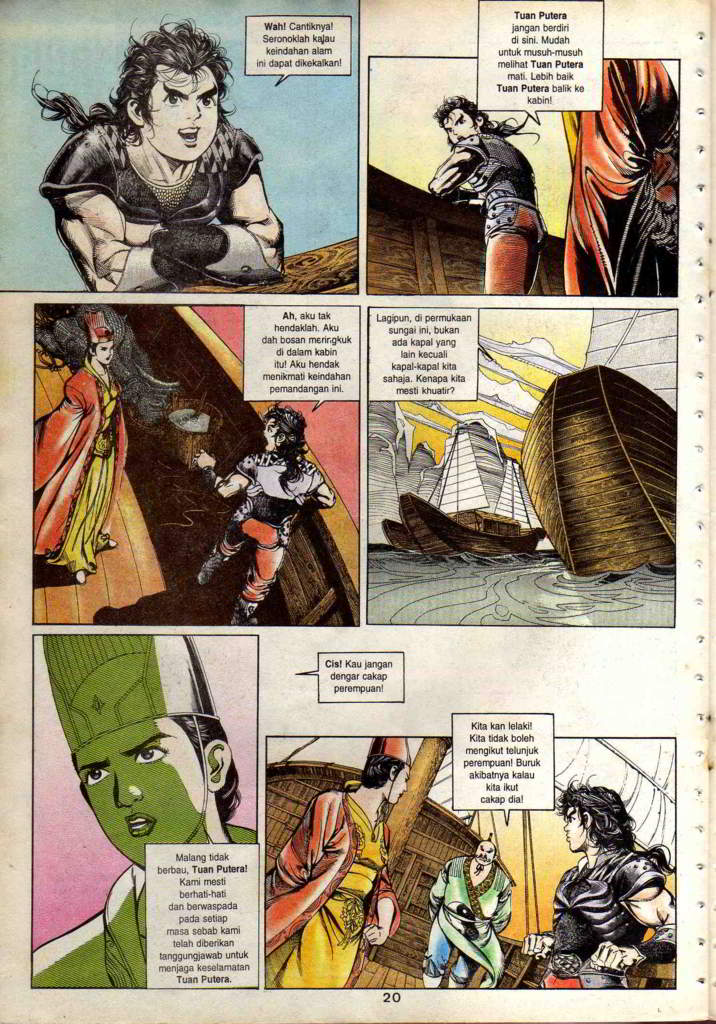 Wah! Cantiknya!
Seronoklah kalau
keindahan alam
ini dapat dikekalkan!
Tuan Putera
jangan berdiri
di sini. Mudah
untuk musuh-musuh
melihat Tuan Putera
mati. Lebih baik
Tuan Putera balik ke
kabin!
Ah, aku tak
hendaklah. Aku
dah bosan meringkuk
di dalam kabin
itu! Aku hendak
menikmati keindahan
pemandangan ini.
Lagipun, di permukaan
sungai ini, bukan
ada kapal yang
lain kecuali
kapal-kapal kita
sahaja. Kenapa kita
mesti khuatir?
Malang tidak
berbau, Tuan Putera!
Kami mesti
berhati-hati
dan berwaspada
pada setiap
masa sebab kami
telah diberikan
tanggungjawab untuk
menjaga keselamatan
Tuan Putera.
Cis! Kau jangan
dengar cakap
perempuan!
Kita kan lelaki!
Kita tidak boleh
mengikut telunjuk
perempuan! Buruk
akibatnya kalau
kita ikut
cakap dia!
20